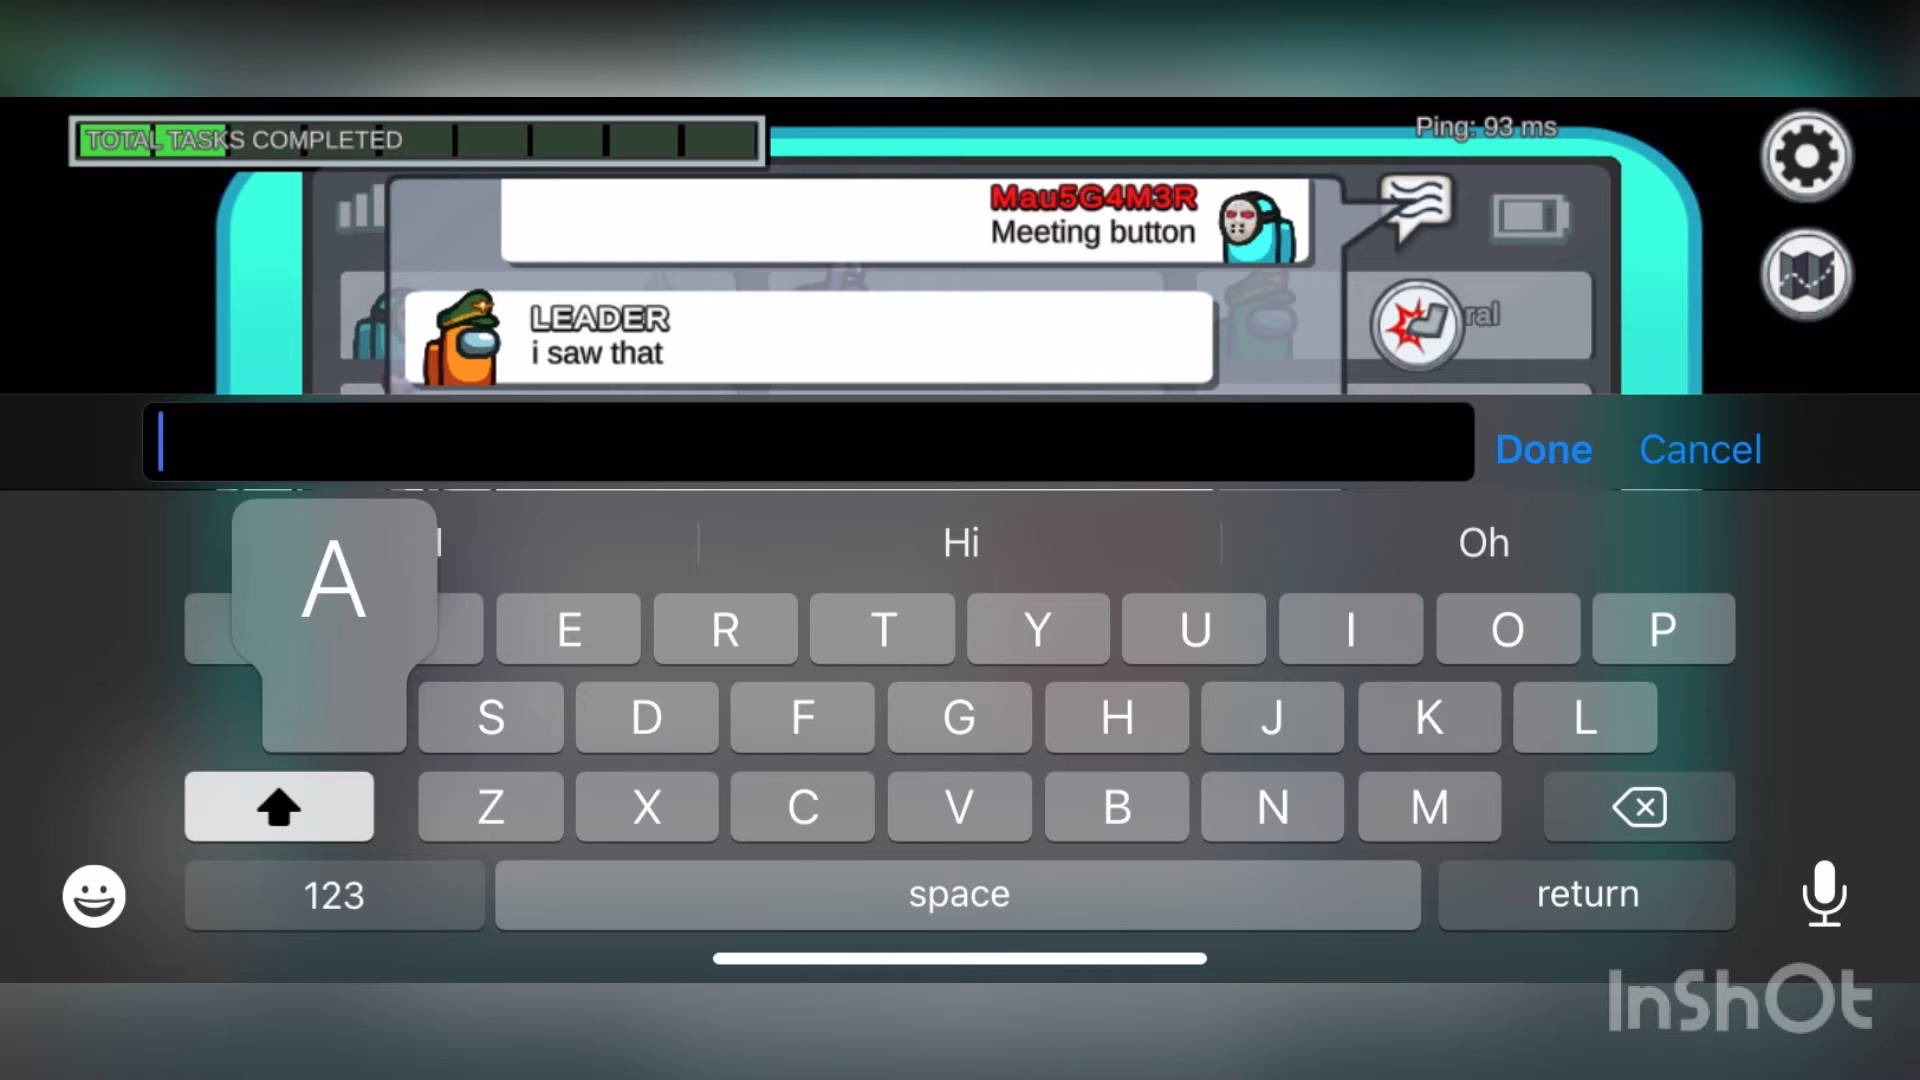 TOTAL TASKS COMPLETED
Ping: 93 ms
Mau5G4M3R
Meeting button
LEADER
i saw that
ral
Done
Cancel
Hi
Oh
A
E R T Y U I O P
S D F G H J K L
Z X C V B N M
123
space
return
InShOt